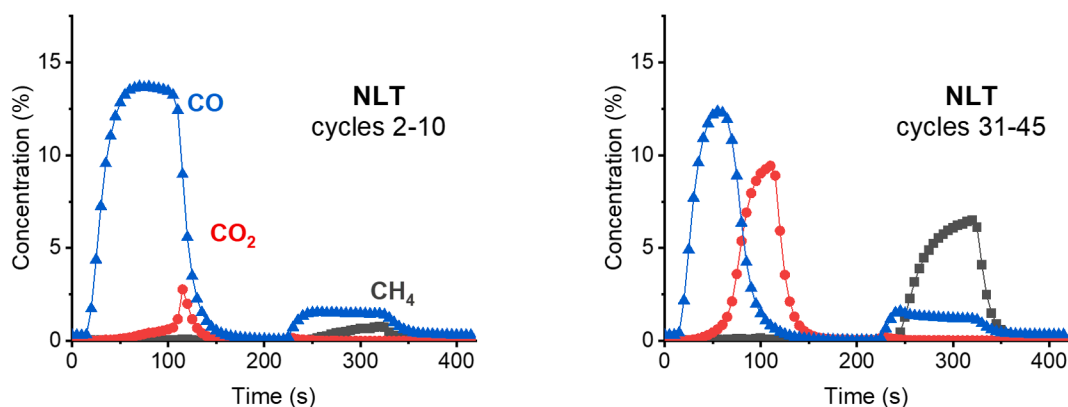 Concentration (%)
15
10
5
0
0 100 200 300 400
Time (s)
CO
CO₂
CH₄
NLT
cycles 2-10
Concentration (%)
15
10
5
0
0 100 200 300 400
Time (s)
NLT
cycles 31-45